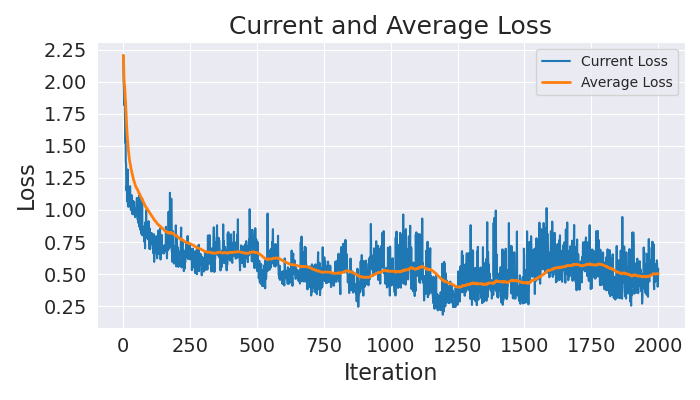 Current and Average Loss
Current Loss
Average Loss
2.25
2.00
1.75
1.50
1.25
1.00
0.75
0.50
0.25
Loss
0 250 500 750 1000 1250 1500 1750 2000
Iteration